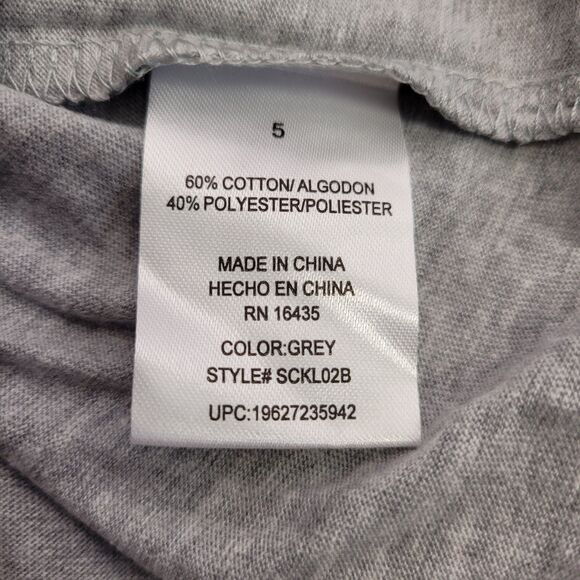 5
60% COTTON/ ALGODON
40% POLYESTER/POLIESTER
MADE IN CHINA
HECHO EN CHINA
RN 16435
COLOR:GREY
STYLE# SCKL02B
UPC:19627235942